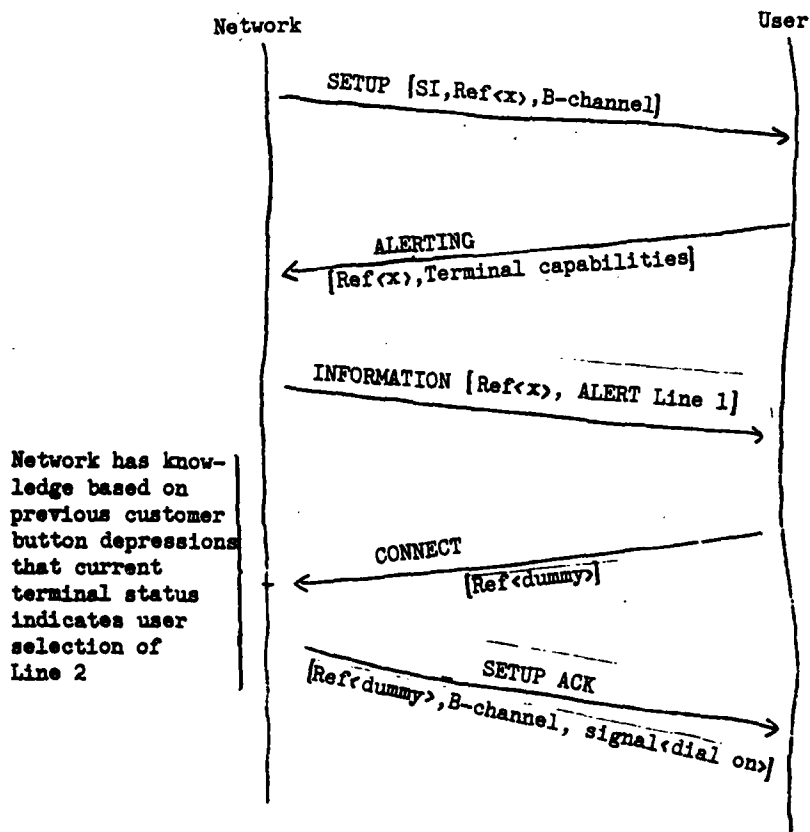 Network
User
SETUP [SI,Ref<x>,B-channel]
ALERTING
[Ref<x>,Terminal capabilities]
INFORMATION [Ref<x>, ALERT Line 1]
Network has know-
ledge based on
previous customer
button depressions
that current
terminal status
indicates user
selection of
Line 2
CONNECT
[Ref<dummy>]
SETUP ACK
[Ref<dummy>,B-channel, signal<dial on>]